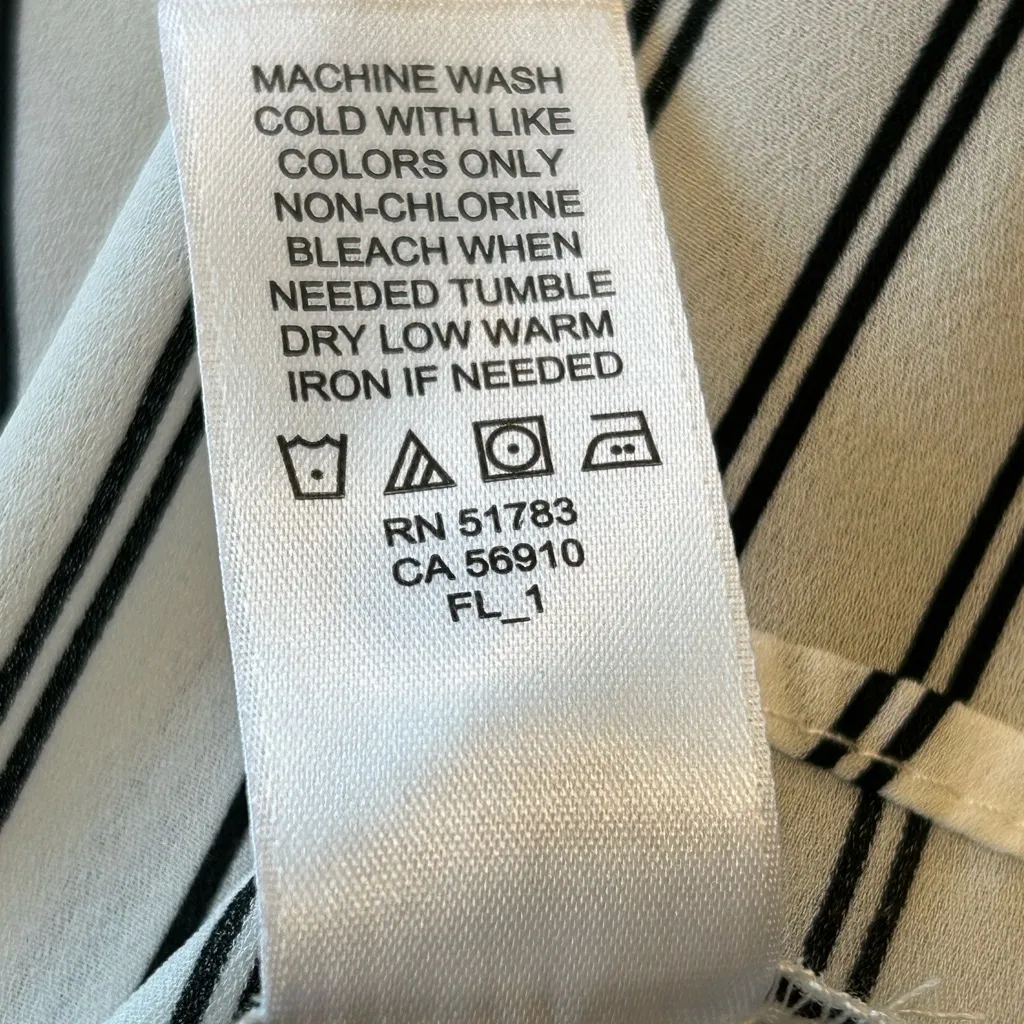 MACHINE WASH
COLD WITH LIKE
COLORS ONLY
NON-CHLORINE
BLEACH WHEN
NEEDED TUMBLE
DRY LOW WARM
IRON IF NEEDED
RN 51783
CA 56910
FL_1